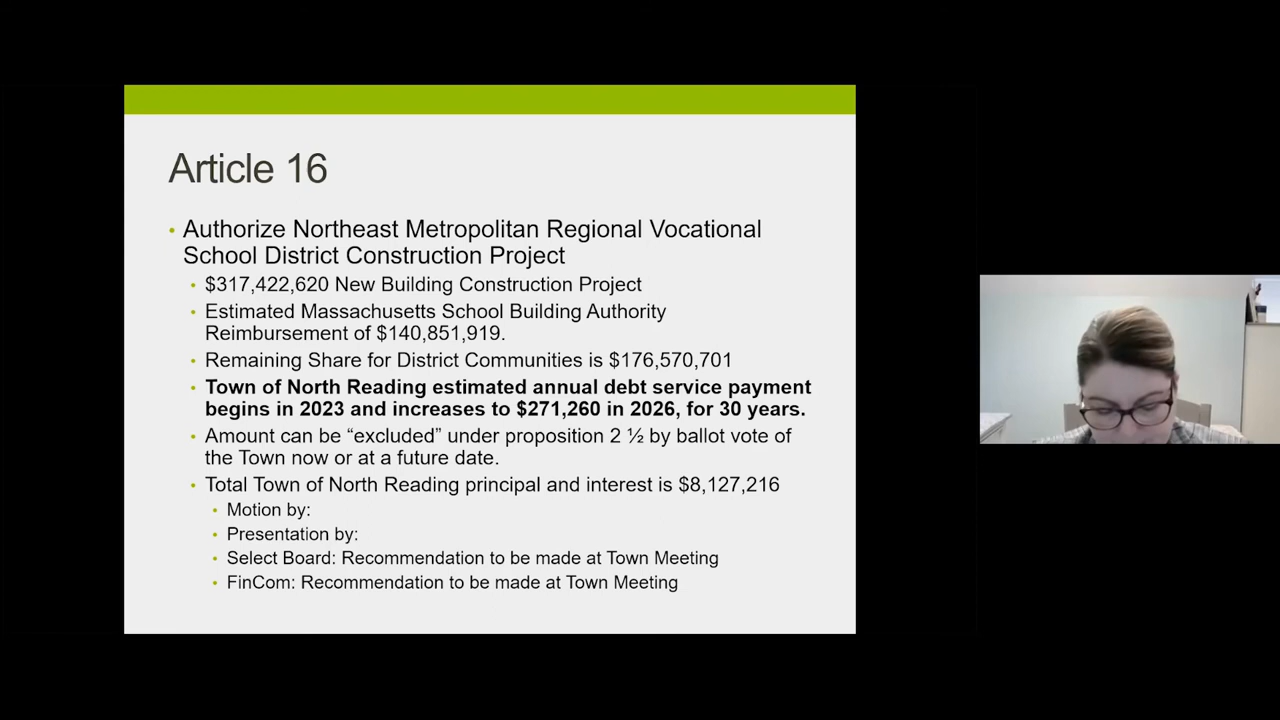 Article 16
• Authorize Northeast Metropolitan Regional Vocational
School District Construction Project
• $317,422,620 New Building Construction Project
• Estimated Massachusetts School Building Authority
Reimbursement of $140,851,919.
• Remaining Share for District Communities is $176,570,701
• Town of North Reading estimated annual debt service payment
begins in 2023 and increases to $271,260 in 2026, for 30 years.
• Amount can be “excluded” under proposition 2 ½ by ballot vote of
the Town now or at a future date.
• Total Town of North Reading principal and interest is $8,127,216
• Motion by:
• Presentation by:
• Select Board: Recommendation to be made at Town Meeting
• FinCom: Recommendation to be made at Town Meeting